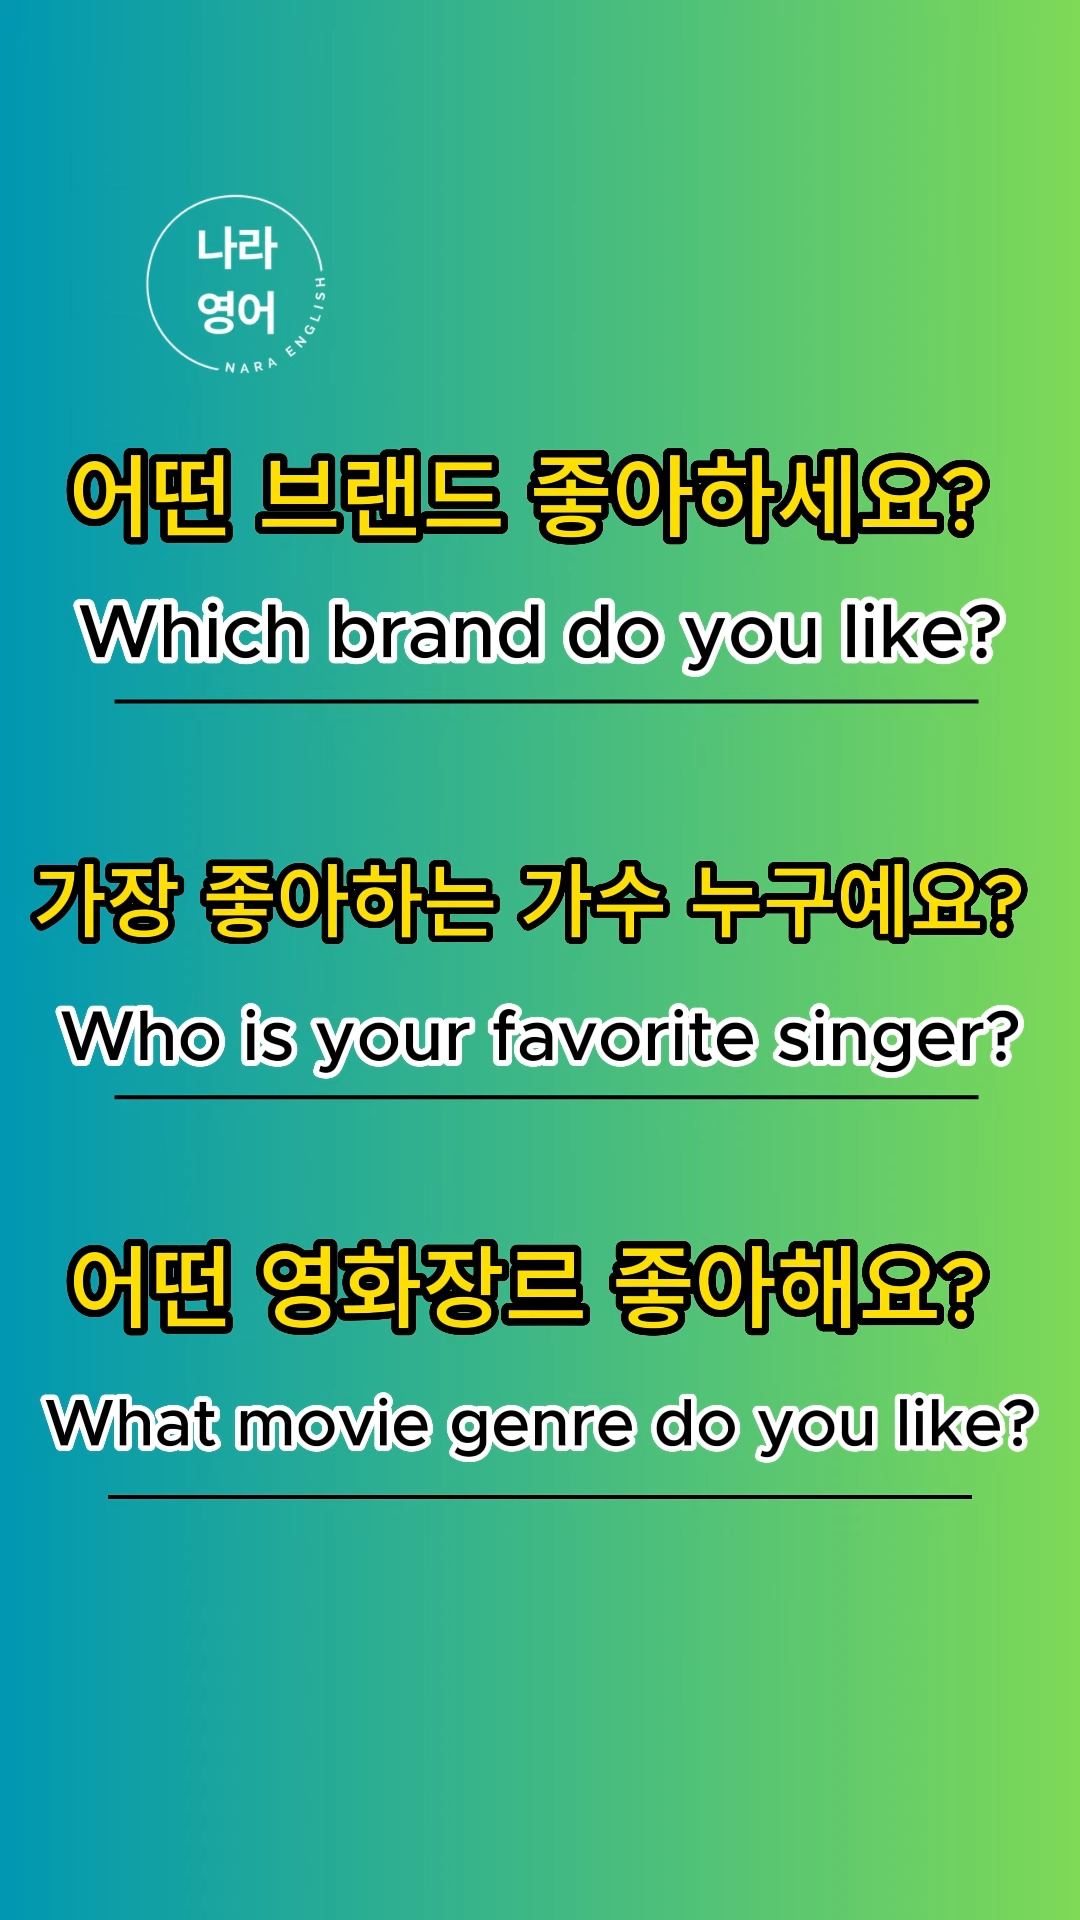 나라
영어
NARA ENGLISH
어떤 브랜드 좋아하세요?
Which brand do you like?
가장 좋아하는 가수 누구예요?
Who is your favorite singer?
어떤 영화장르 좋아해요?
What movie genre do you like?